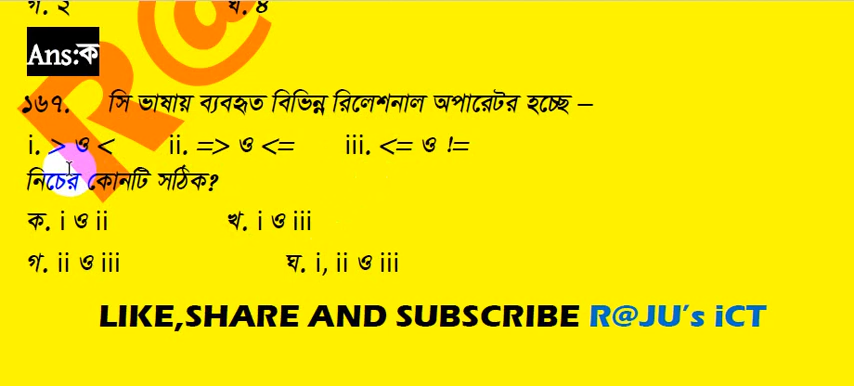 গ. ২ ঘ. ৪
Ans:ক
১৬৭. সি ভাষায় ব্যবহৃত বিভিন্ন রিলেশনাল অপারেটর হচ্ছে –
i. > ও < ii. => ও <= iii. <= ও !=
নিচের কোনটি সঠিক?
ক. i ও ii খ. i ও iii
গ. ii ও iii ঘ. i, ii ও iii
LIKE,SHARE AND SUBSCRIBE R@JU's iCT